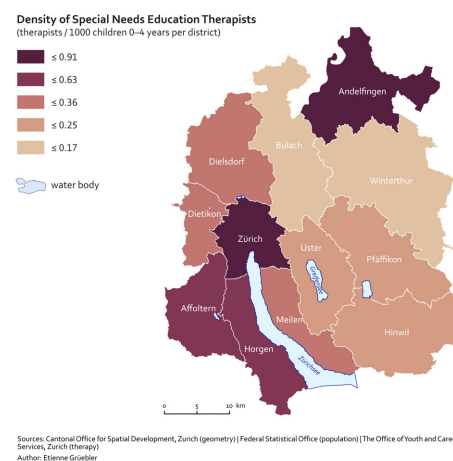 Density of Special Needs Education Therapists
(therapists / 1000 children 0–4 years per district)
≤ 0.91
≤ 0.63
≤ 0.36
≤ 0.25
≤ 0.17
water body
Andelfingen
Bülach
Dielsdorf
Winterthur
Dietikon
Zürich
Uster
Pfäffikon
Greifensee
Affoltern
Meilen
Hinwil
Horgen
Zürichsee
0 5 10 km
Sources: Cantonal Office for Spatial Development, Zurich (geometry) | Federal Statistical Office (population) | The Office of Youth and Care
Services, Zurich (therapy)
Author: Etienne Grüebler